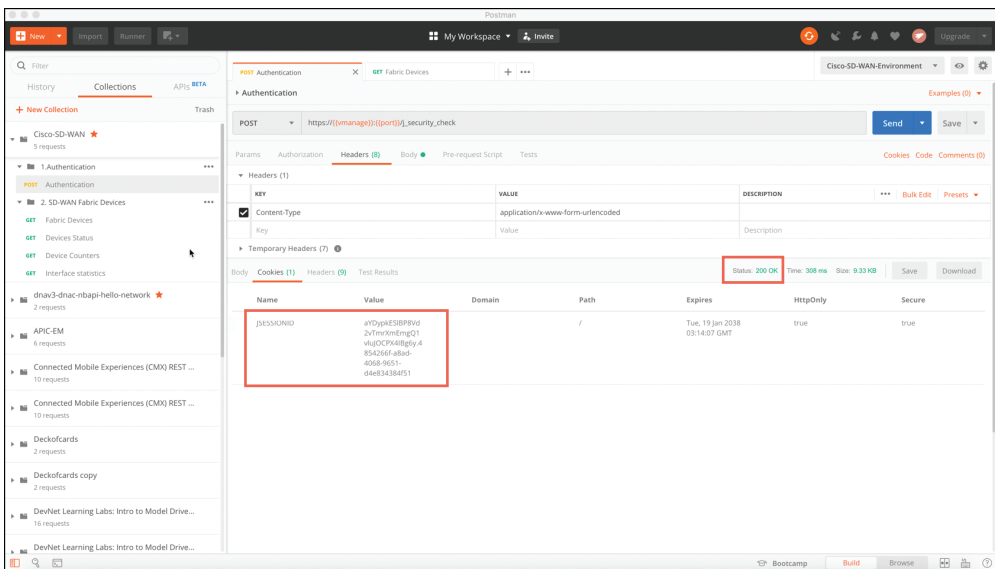 Postman
New Import Runner My Workspace Invite Upgrade
Filter
History Collections APIs BETA
+ New Collection Trash
Cisco-SD-WAN
5 requests
1.Authentication
POST Authentication
2. SD-WAN Fabric Devices
GET Fabric Devices
GET Devices Status
GET Device Counters
GET Interface statistics
dnav3-dnac-nbapi-hello-network
2 requests
APIC-EM
6 requests
Connected Mobile Experiences (CMX) REST ...
10 requests
Connected Mobile Experiences (CMX) REST ...
10 requests
Deckofcards
2 requests
Deckofcards copy
2 requests
DevNet Learning Labs: Intro to Model Drive...
16 requests
DevNet Learning Labs: Intro to Model Drive...
POST Authentication GET Fabric Devices
Cisco-SD-WAN-Environment
Authentication Examples (0)
POST https://{{vmanage}}:{{port}}/j_security_check Send Save
Params Authorization Headers (8) Body Pre-request Script Tests Cookies Code Comments (0)
Headers (1)
KEY VALUE DESCRIPTION Bulk Edit Presets
Content-Type application/x-www-form-urlencoded
Key Value Description
Temporary Headers (7)
Body Cookies (1) Headers (9) Test Results Status: 200 OK Time: 308 ms Size: 9.33 KB Save Download
Name Value Domain Path Expires HttpOnly Secure
JSESSIONID aYDypkESlBP8Vd / Tue, 19 Jan 2038 true true
2vTmrXmEmgQ1 03:14:07 GMT
vluJOCPX4lBg6y.4
854266f-a8ad-
4068-9651-
d4e834384f51
Bootcamp Build Browse